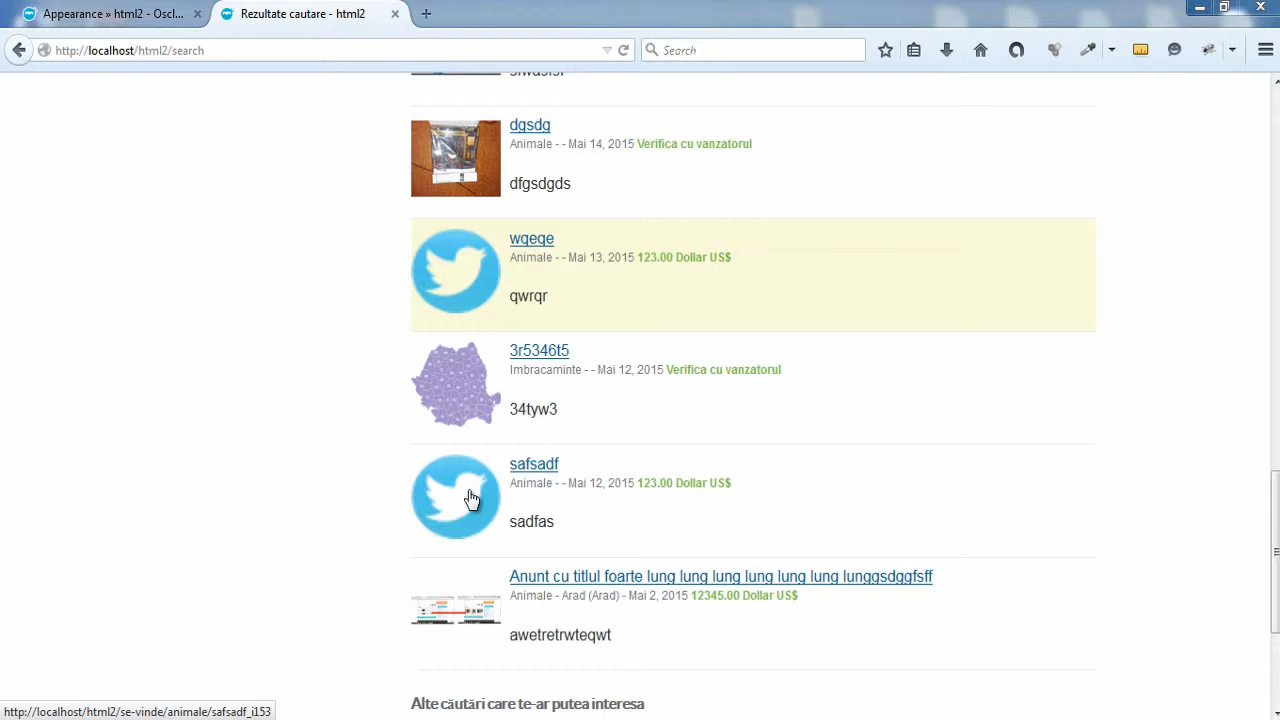 Appearance » html2 - Oscl...
Rezultate cautare - html2
http://localhost/html2/search
Search
dgsdg
Animale - - Mai 14, 2015 Verifica cu vanzatorul
dfgsdgds
wqeqe
Animale - - Mai 13, 2015 123.00 Dollar US$
qwrqr
3r5346t5
Imbracaminte - - Mai 12, 2015 Verifica cu vanzatorul
34tyw3
safsadf
Animale - - Mai 12, 2015 123.00 Dollar US$
sadfas
Anunt cu titlul foarte lung lung lung lung lung lung lunggsdggfsff
Animale - Arad (Arad) - Mai 2, 2015 12345.00 Dollar US$
awetretrwteqwt
Alte căutări care te-ar putea interesa
http://localhost/html2/se-vinde/animale/safsadf_i153